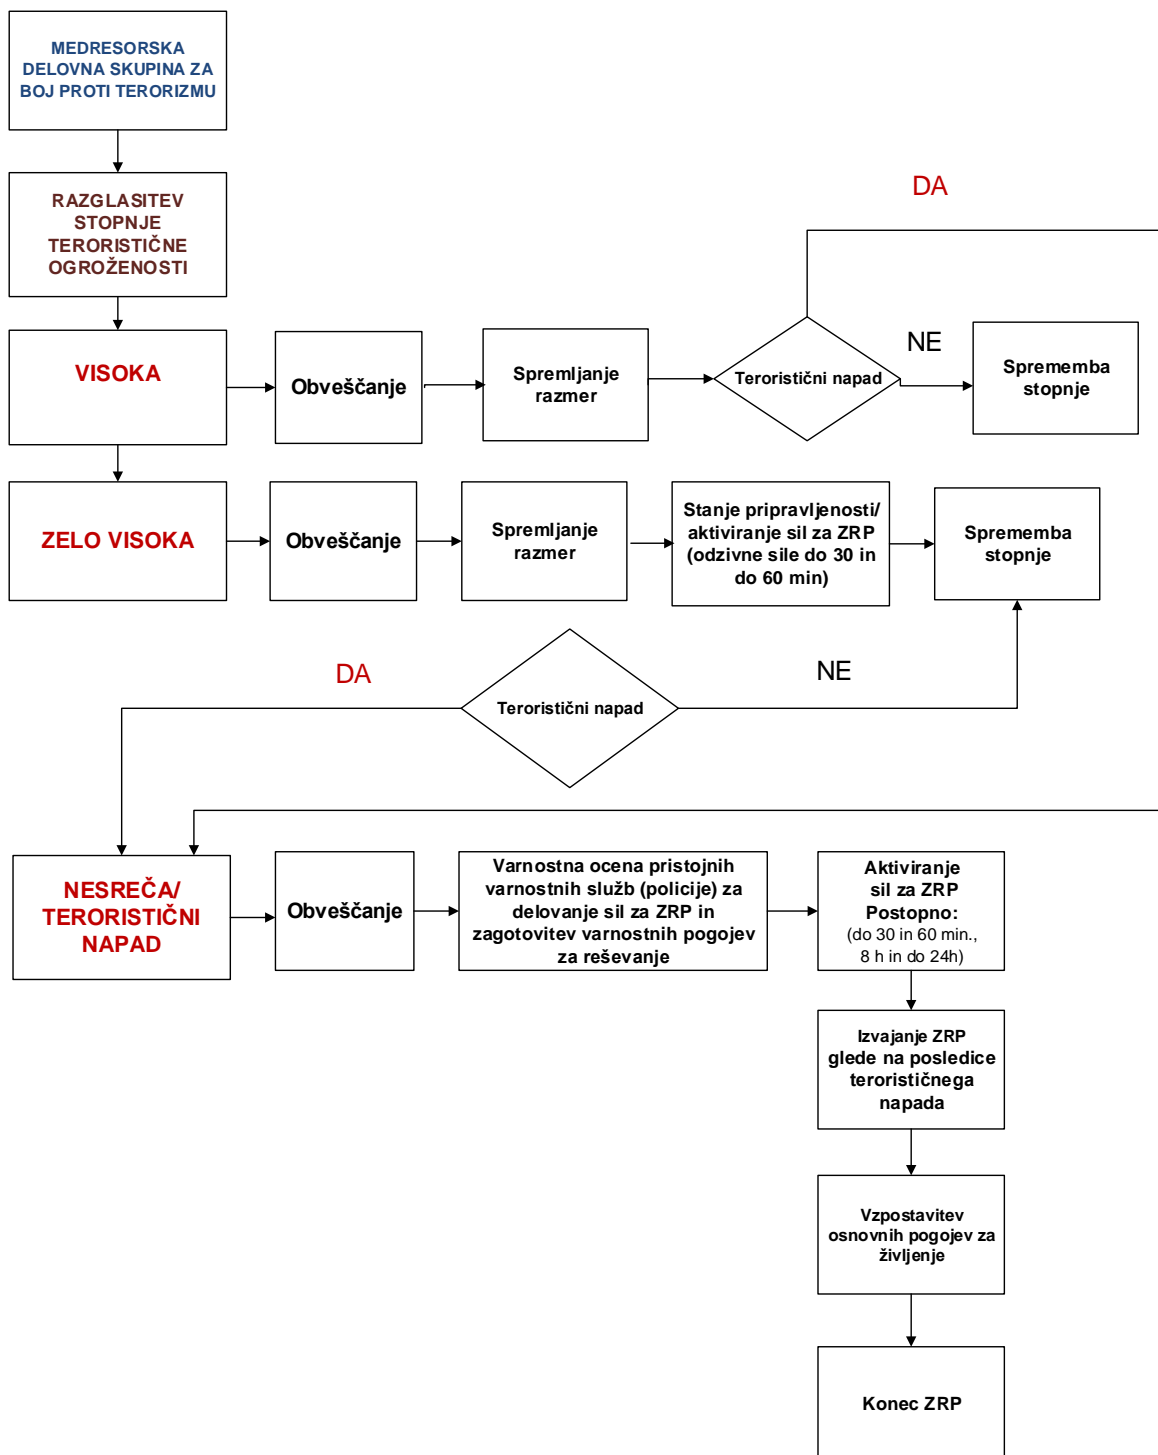 MEDRESORSKA
DELOVNA SKUPINA ZA
BOJ PROTI TERORIZMU
RAZGLASITEV
STOPNJE
TERORISTIČNE
OGROŽENOSTI
DA
VISOKA
Obveščanje
Spremljanje
razmer
Teroristični napad
NE
Sprememba
stopnje
ZELO VISOKA
Obveščanje
Spremljanje
razmer
Stanje pripravljenosti/
aktiviranje sil za ZRP
(odzivne sile do 30 in
do 60 min)
Sprememba
stopnje
DA
Teroristični napad
NE
NESREČA/
TERORISTIČNI
NAPAD
Obveščanje
Varnostna ocena pristojnih
varnostnih služb (policije) za
delovanje sil za ZRP in
zagotovitev varnostnih pogojev
za reševanje
Aktiviranje
sil za ZRP
Postopno:
(do 30 in 60 min.,
8 h in do 24h)
Izvajanje ZRP
glede na posledice
terorističnega
napada
Vzpostavitev
osnovnih pogojev za
življenje
Konec ZRP